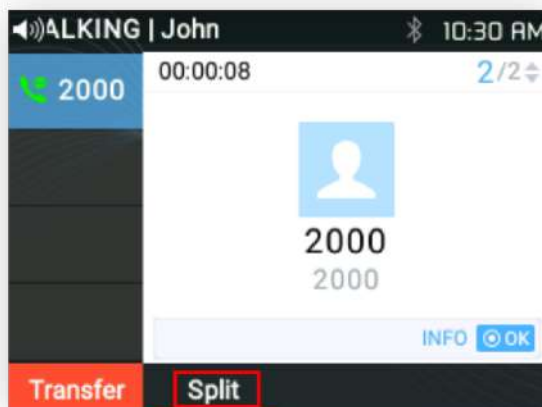 ALKING | John 10:30 AM
2000
00:00:08 2/2
2000
2000
INFO OK
Transfer Split